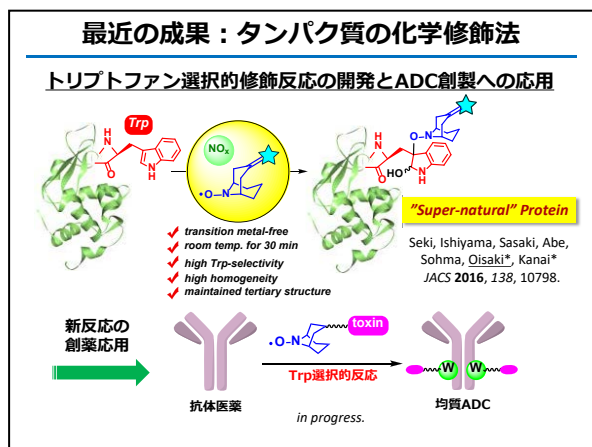 最近の成果：タンパク質の化学修飾法
トリプトファン選択的修飾反応の開発とADC創製への応用
Trp
H
N
O
N
H
NOx
•O-N
transition metal-free
room temp. for 30 min
high Trp-selectivity
high homogeneity
maintained tertiary structure
H
N
O
O-N
HO
N
H
"Super-natural" Protein
Seki, Ishiyama, Sasaki, Abe,
Sohma, Oisaki*, Kanai*
JACS 2016, 138, 10798.
新反応の
創薬応用
抗体医薬
•O-N
toxin
Trp選択的反応
in progress.
W
W
均質ADC